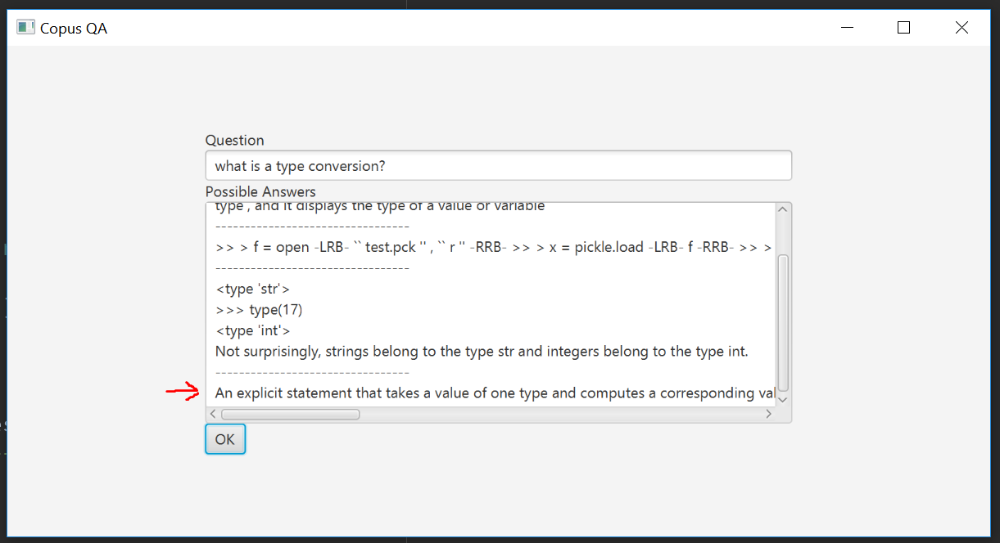 Copus QA
Question
what is a type conversion?
Possible Answers
type , and it displays the type of a value or variable
--------------------------------
>> > f = open -LRB- `` test.pck '' , `` r '' -RRB- >> > x = pickle.load -LRB- f -RRB- >> >
--------------------------------
<type 'str'>
>>> type(17)
<type 'int'>
Not surprisingly, strings belong to the type str and integers belong to the type int.
--------------------------------
An explicit statement that takes a value of one type and computes a corresponding val
OK